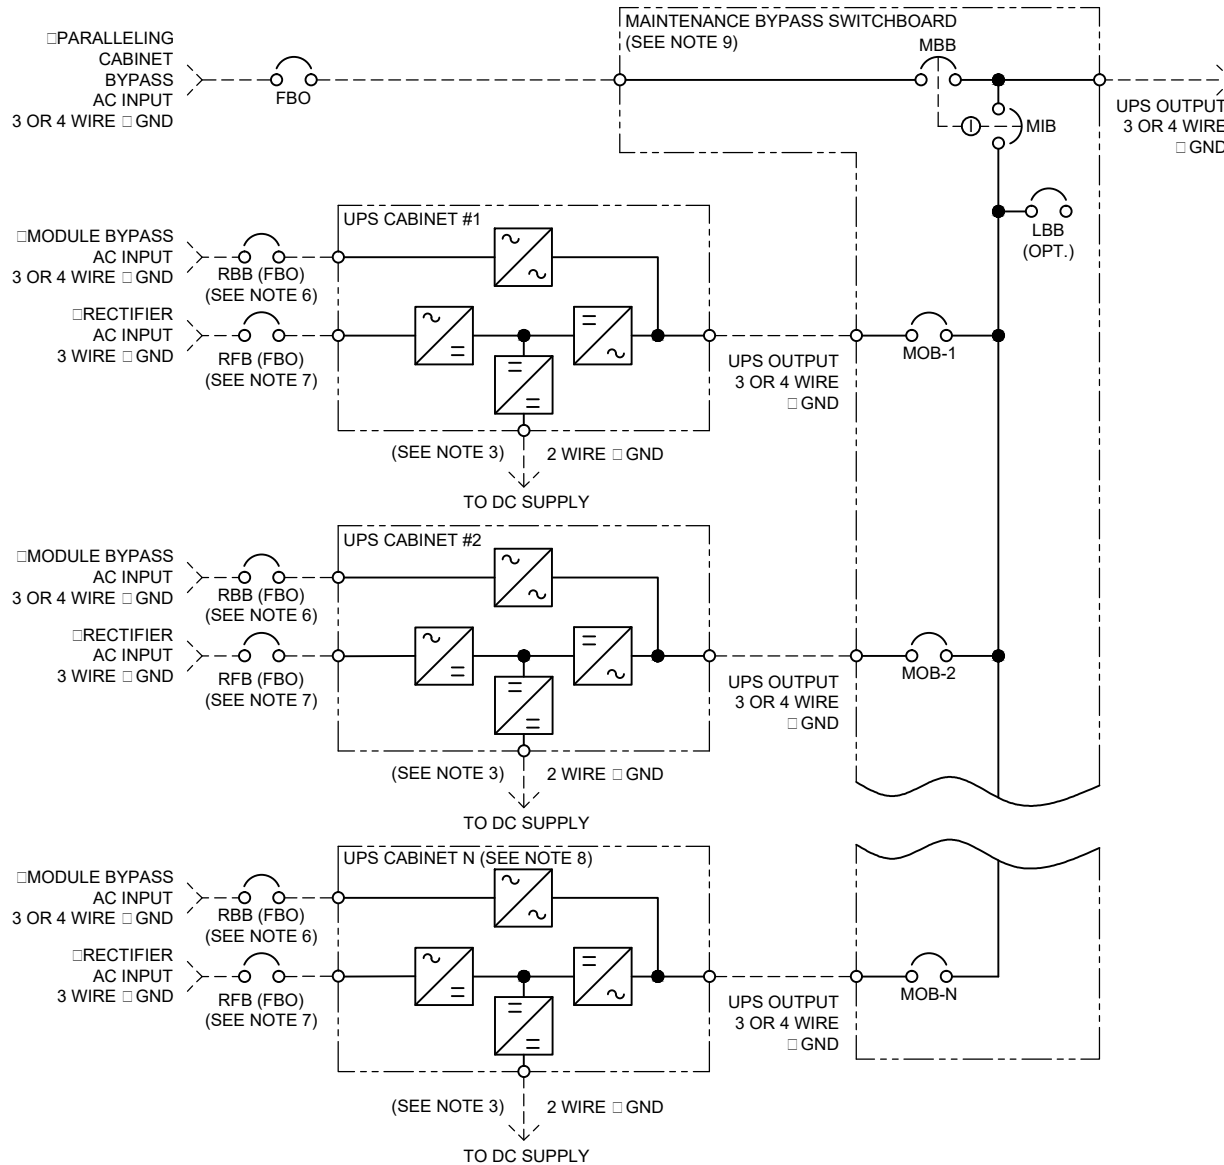 □PARALLELING
CABINET
BYPASS
AC INPUT
3 OR 4 WIRE □ GND
FBO
MAINTENANCE BYPASS SWITCHBOARD
(SEE NOTE 9)
MBB
MIB
UPS OUTPUT
3 OR 4 WIRE
□ GND
LBB
(OPT.)
□MODULE BYPASS
AC INPUT
3 OR 4 WIRE □ GND
RBB (FBO)
(SEE NOTE 6)
□RECTIFIER
AC INPUT
3 WIRE □ GND
RFB (FBO)
(SEE NOTE 7)
UPS CABINET #1
UPS OUTPUT
3 OR 4 WIRE
□ GND
MOB-1
(SEE NOTE 3)
2 WIRE □ GND
TO DC SUPPLY
□MODULE BYPASS
AC INPUT
3 OR 4 WIRE □ GND
RBB (FBO)
(SEE NOTE 6)
□RECTIFIER
AC INPUT
3 WIRE □ GND
RFB (FBO)
(SEE NOTE 7)
UPS CABINET #2
UPS OUTPUT
3 OR 4 WIRE
□ GND
MOB-2
(SEE NOTE 3)
2 WIRE □ GND
TO DC SUPPLY
□MODULE BYPASS
AC INPUT
3 OR 4 WIRE □ GND
RBB (FBO)
(SEE NOTE 6)
□RECTIFIER
AC INPUT
3 WIRE □ GND
RFB (FBO)
(SEE NOTE 7)
UPS CABINET N (SEE NOTE 8)
UPS OUTPUT
3 OR 4 WIRE
□ GND
MOB-N
(SEE NOTE 3)
2 WIRE □ GND
TO DC SUPPLY